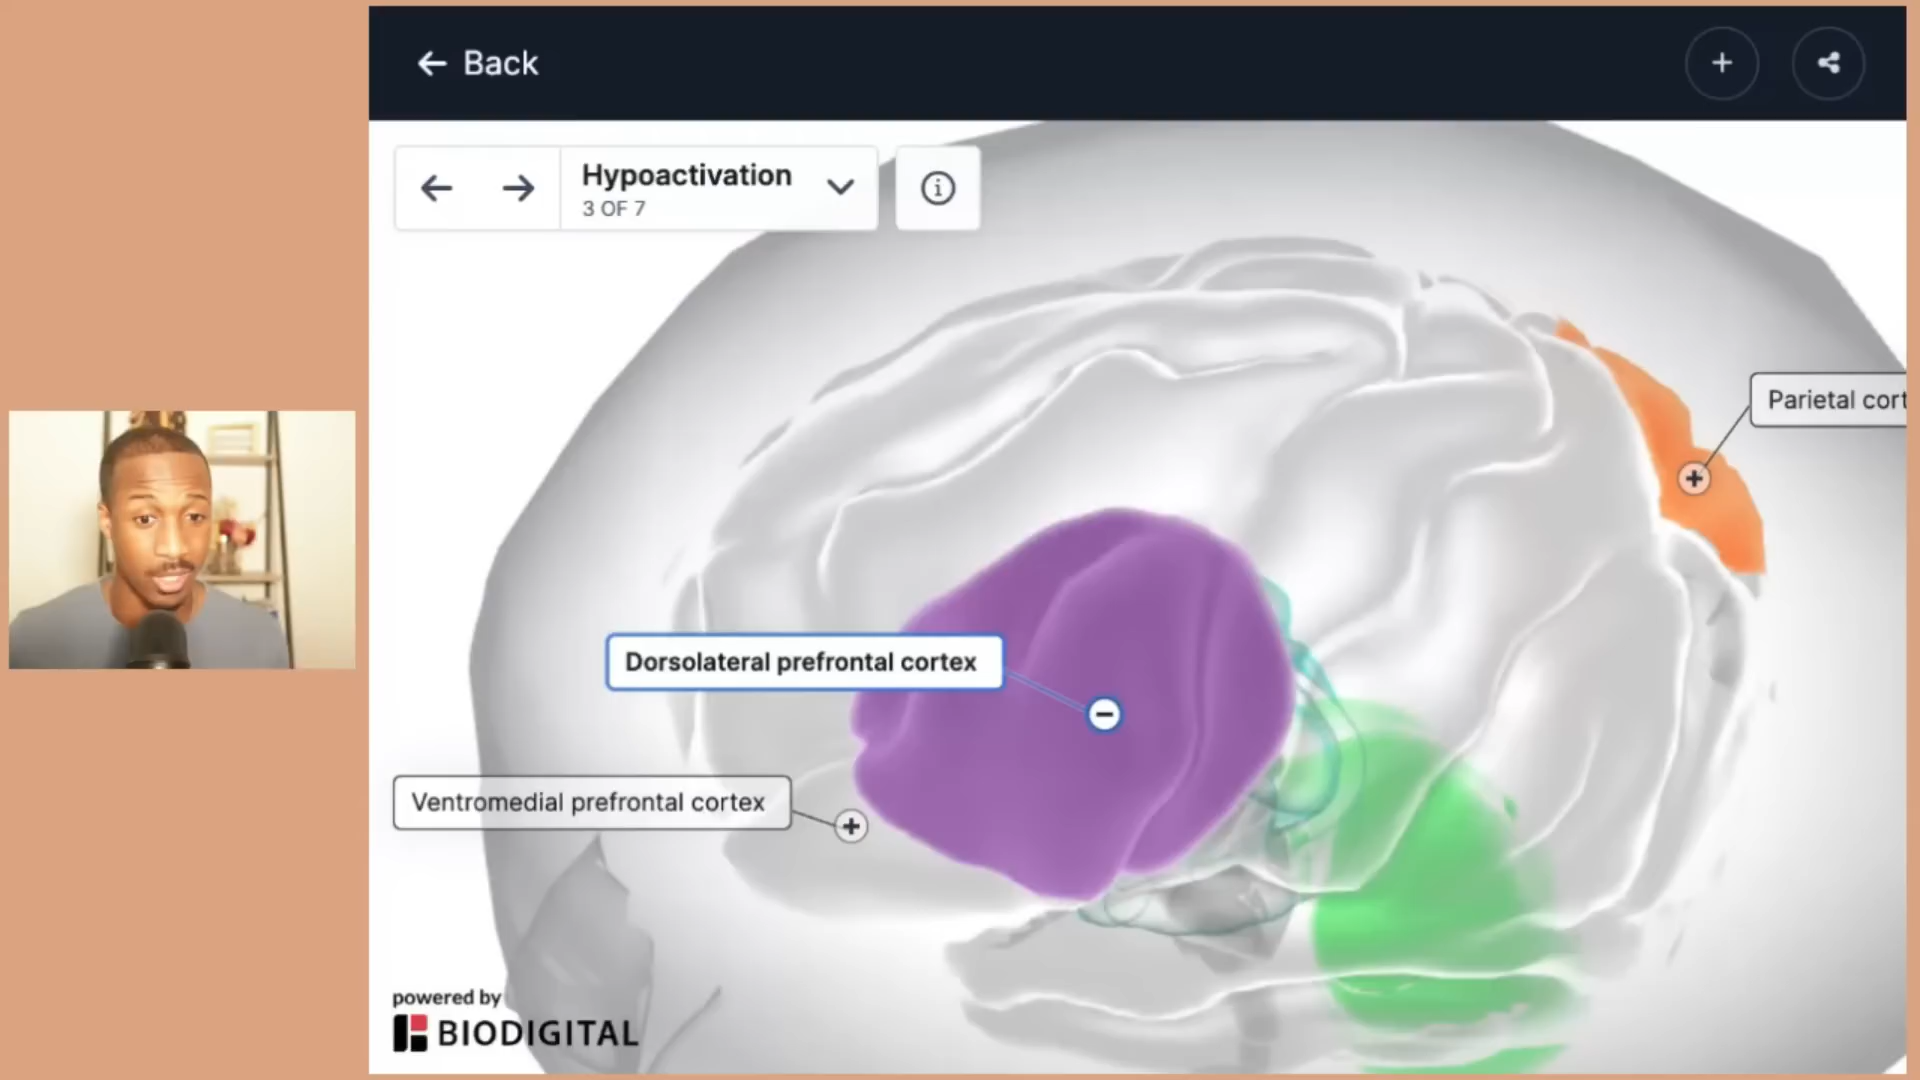 Back
Hypoactivation
3 OF 7
Parietal cort
Dorsolateral prefrontal cortex
Ventromedial prefrontal cortex
powered by
BIODIGITAL